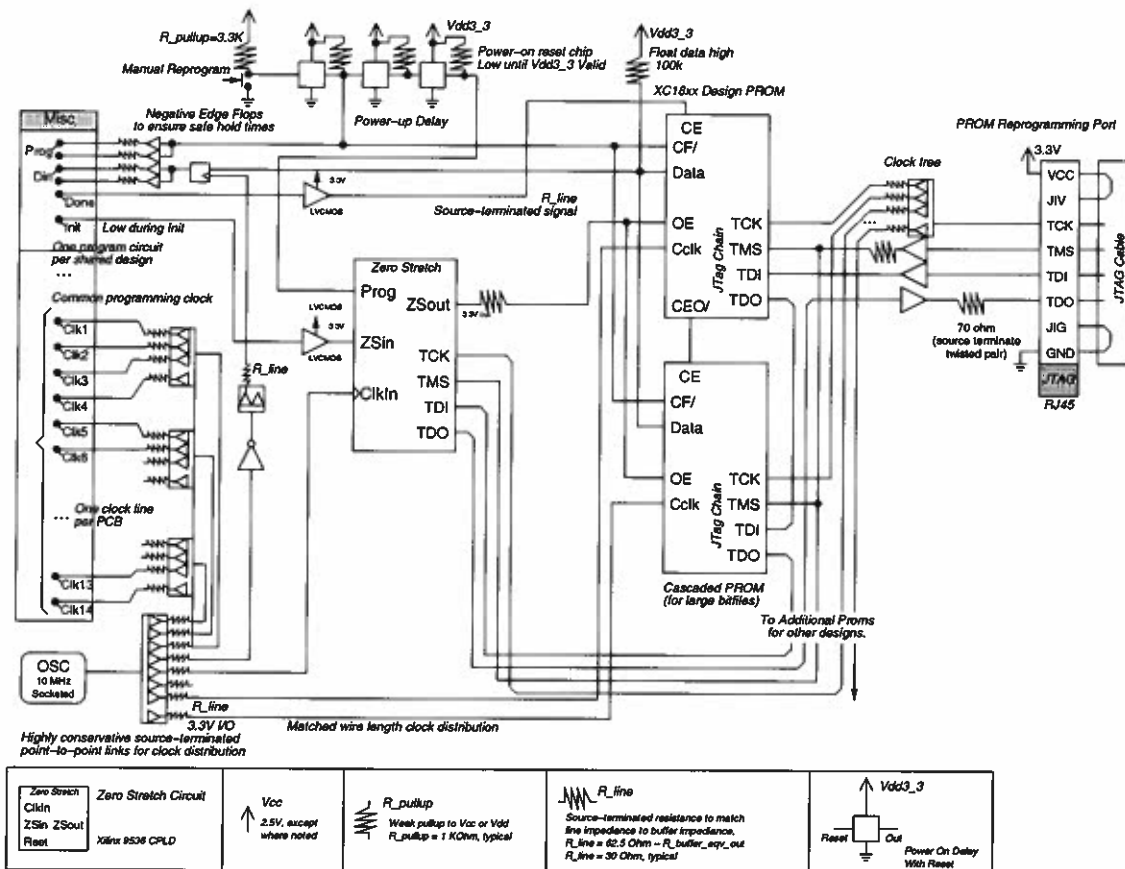 R_pullup=3.3K
Manual Reprogram
Vdd3_3
Power-on reset chip
Low until Vdd3_3 Valid
Power-up Delay
Vdd3_3
Float data high
100k
XC18xx Design PROM
Misc
Negative Edge Flops
to ensure safe hold times
Prog
Din
Done
Init
Low during Init
One program circuit
per shared design
...
Common programming clock
Clk1
Clk2
Clk3
Clk4
Clk5
Clk6
... One clock line
per PCB
Clk13
Clk14
3.3V
LVCMOS
R_line
Source-terminated signal
Zero Stretch
Prog
ZSout
ZSin
TCK
TMS
ClkIn
TDI
TDO
LVCMOS
3.3V
LVCMOS
3.3V
R_line
CE
CF/
Data
OE
TCK
Cclk
TMS
TDI
JTag Chain
CEO/
TDO
CE
CF/
Data
OE
TCK
Cclk
TMS
TDI
JTag Chain
TDO
Cascaded PROM
(for large bitfiles)
Clock tree
...
PROM Reprogramming Port
3.3V
VCC
JIV
TCK
TMS
TDI
TDO
JIG
GND
JTAG
RJ45
JTAG Cable
70 ohm
(source terminate
twisted pair)
To Additional Proms
for other designs.
OSC
10 MHz
Socketed
R_line
3.3V I/O
Matched wire length clock distribution
Highly conservative source-terminated
point-to-point links for clock distribution
Zero Stretch
ClkIn
ZSin ZSout
Rset
Zero Stretch Circuit
Xilinx 9536 CPLD
Vcc
2.5V, except
where noted
R_pullup
Weak pullup to Vcc or Vdd
R_pullup = 1 KOhm, typical
R_line
Source-terminated resistance to match
line impedance to buffer impedance,
R_line = 62.5 Ohm - R_buffer_eqv_out
R_line = 30 Ohm, typical
Vdd3_3
Reset
Out
Power On Delay
With Reset